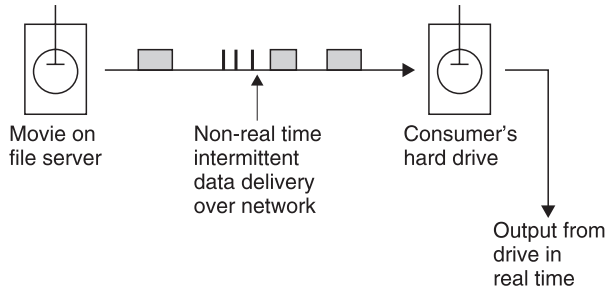 Movie on
file server
Non-real time
intermittent
data delivery
over network
Consumer's
hard drive
Output from
drive in
real time